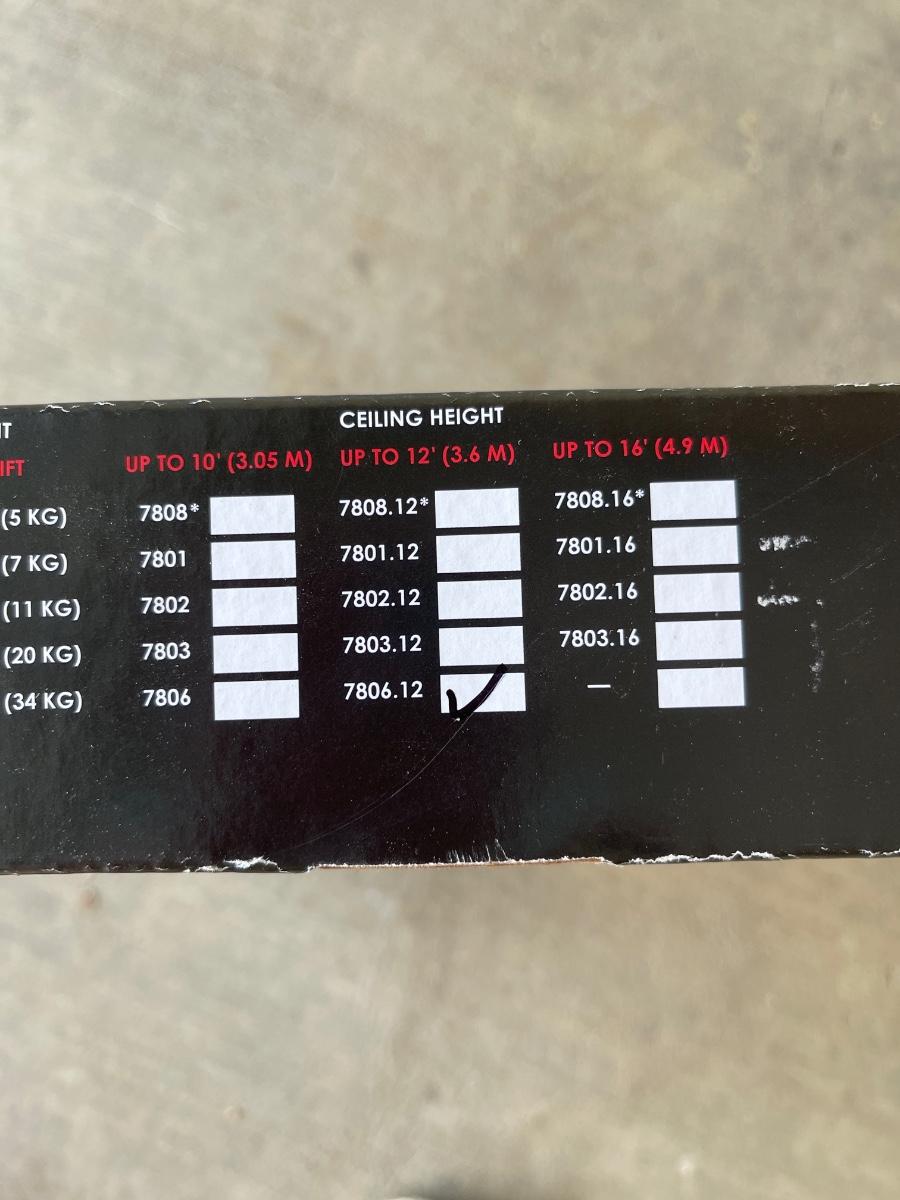 CEILING HEIGHT
UP TO 10' (3.05 M) UP TO 12' (3.6 M) UP TO 16' (4.9 M)
(5 KG) 7808* 7808.12* 7808.16*
(7 KG) 7801 7801.12 7801.16
(11 KG) 7802 7802.12 7802.16
(20 KG) 7803 7803.12 7803.16
(34 KG) 7806 7806.12 —